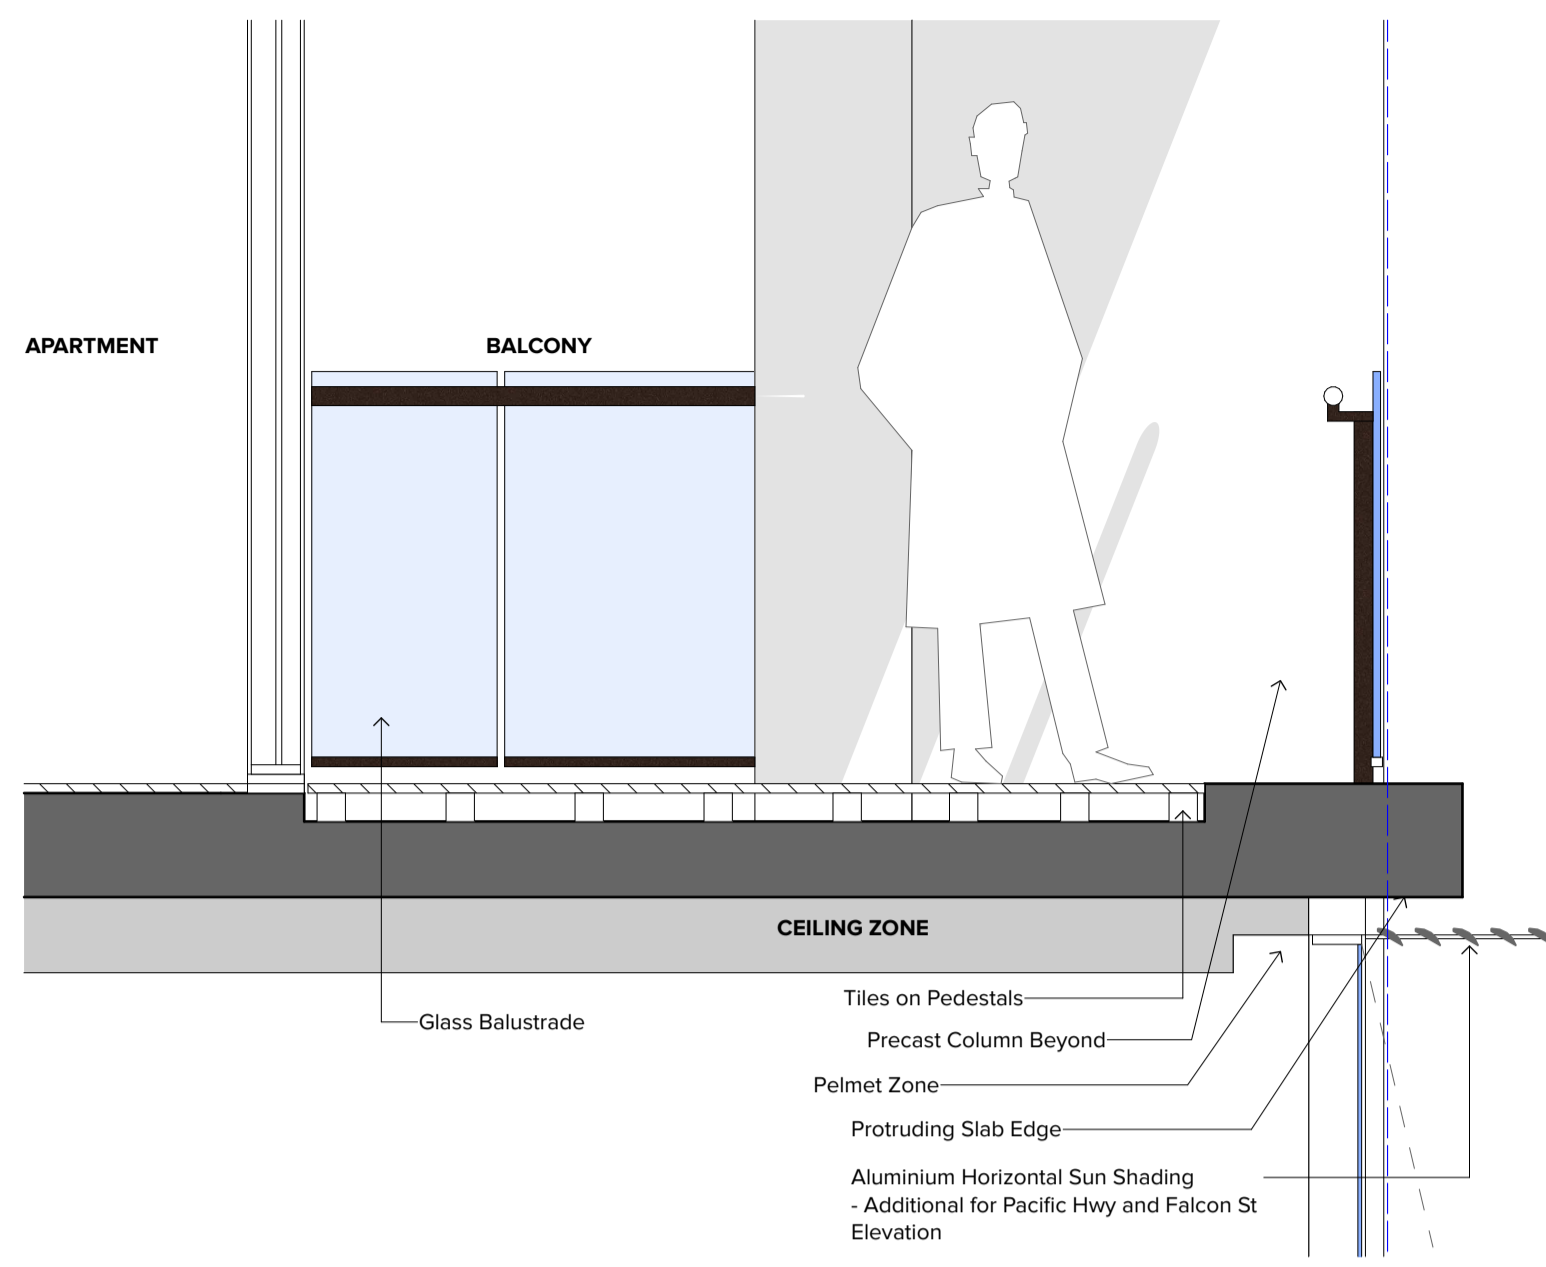 APARTMENT
BALCONY
CEILING ZONE
Tiles on Pedestals
Glass Balustrade
Precast Column Beyond
Pelmet Zone
Protruding Slab Edge
Aluminium Horizontal Sun Shading
- Additional for Pacific Hwy and Falcon St
Elevation